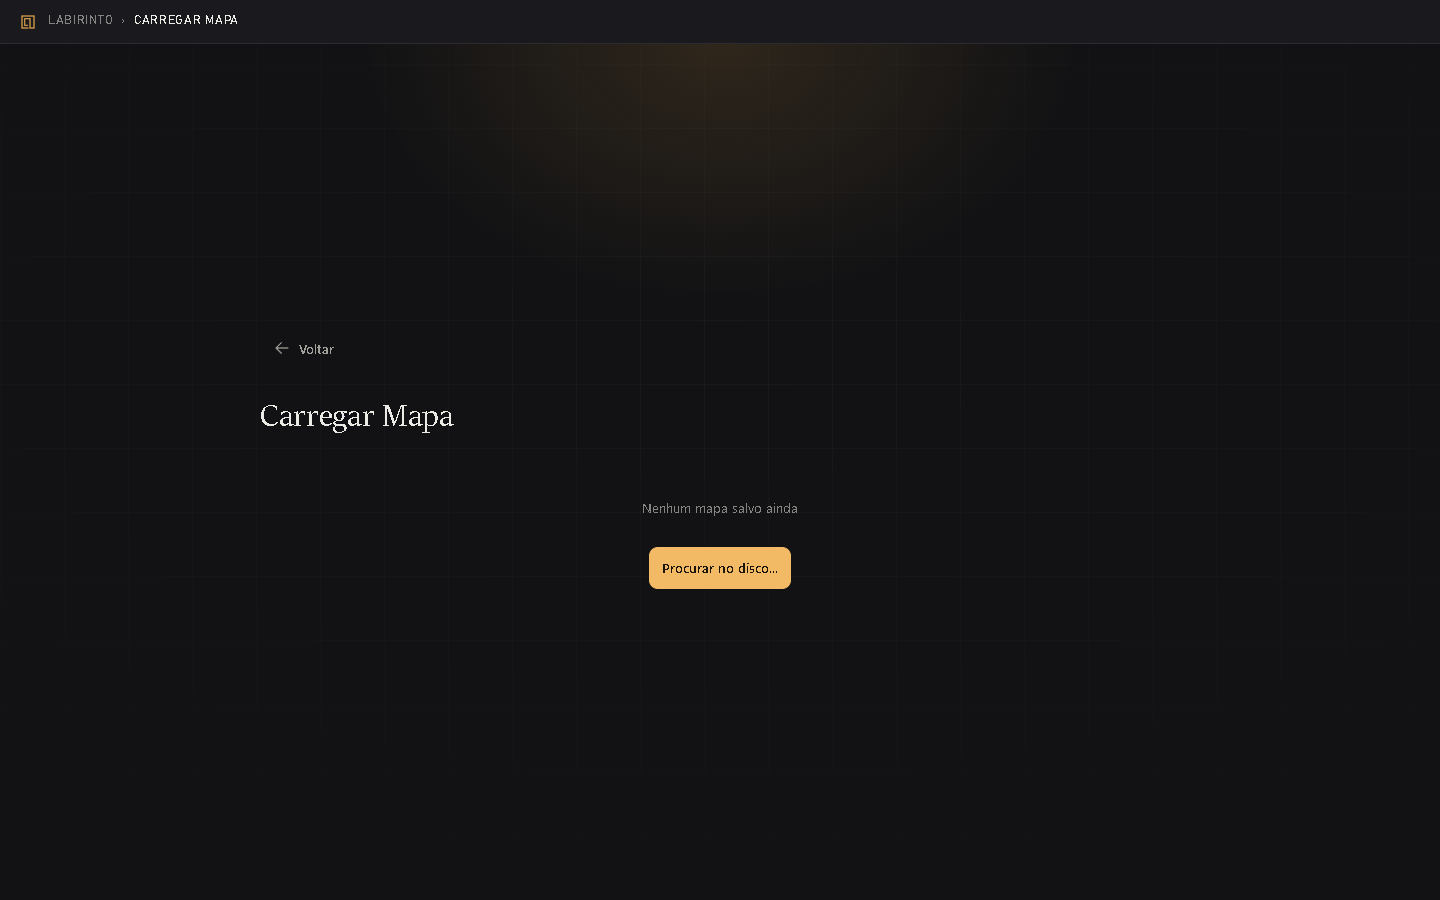 LABIRINTO › CARREGAR MAPA
Voltar
Carregar Mapa
Nenhum mapa salvo ainda
Procurar no disco...